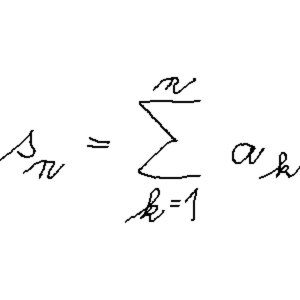 $s_n = \sum_{k=1}^{n} a_k$